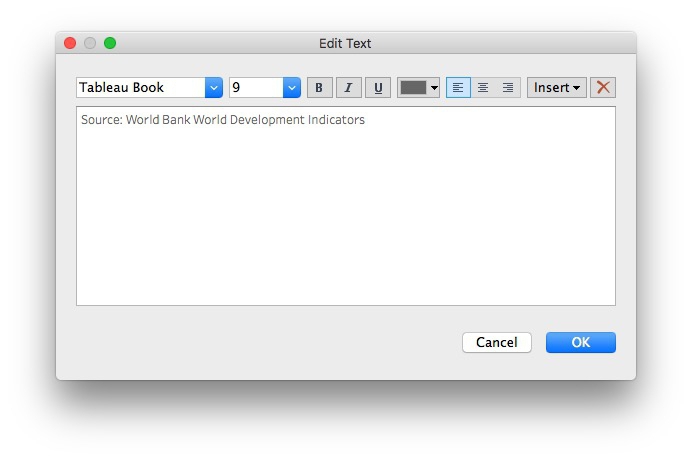 Edit Text
Tableau Book 9 B I U Insert
Source: World Bank World Development Indicators
Cancel OK